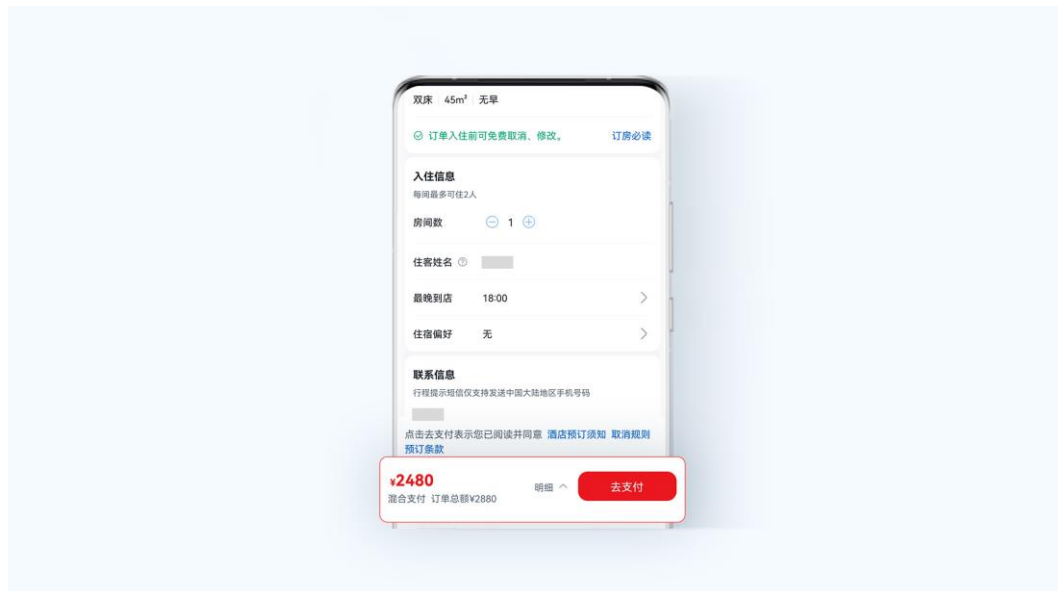 双床 45m² 无早
订单入住前可免费取消、修改。 订房必读
入住信息
每间最多可住2人
房间数 1
住客姓名
最晚到店 18:00
住宿偏好 无
联系信息
行程提示短信仅支持发送中国大陆地区手机号码
点击去支付表示您已阅读并同意 酒店预订须知 取消规则
预订条款
¥2480 明细 去支付
混合支付 订单总额¥2880